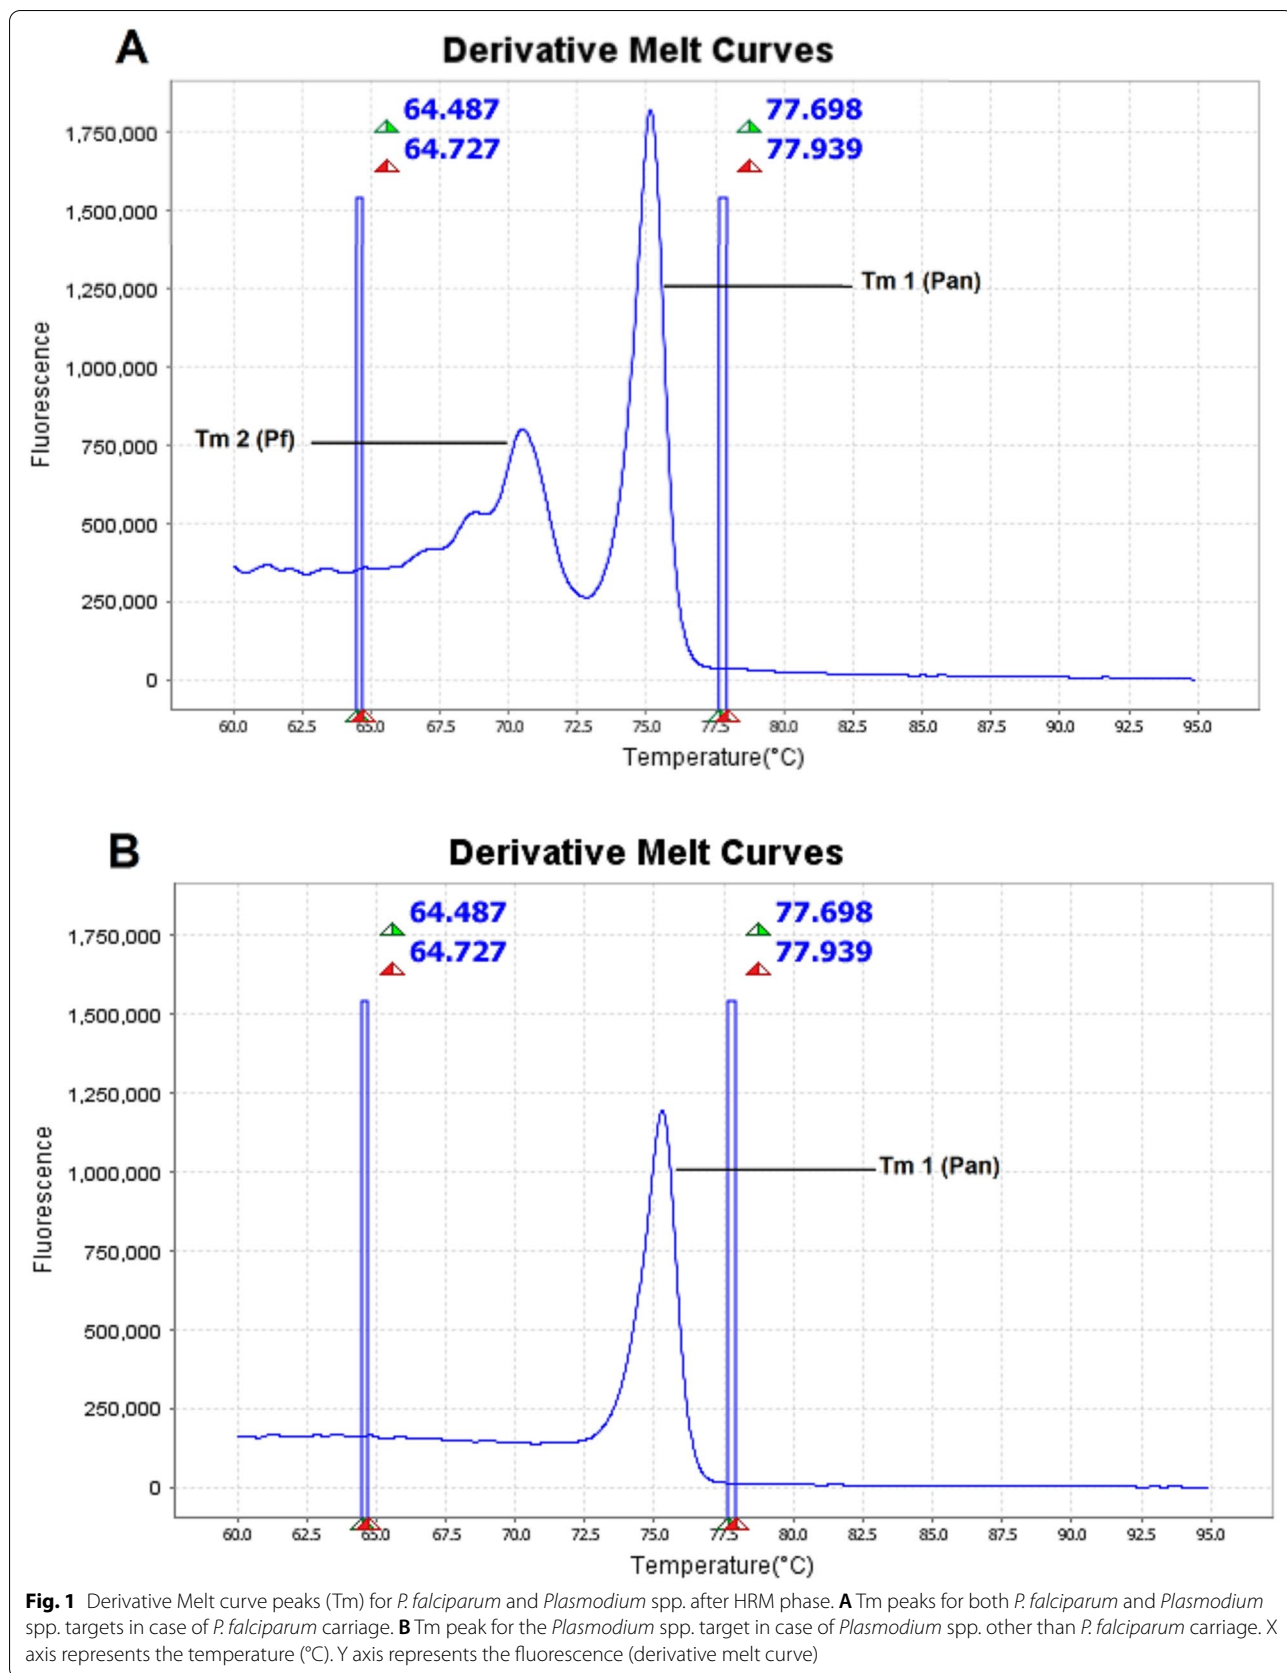 A
Derivative Melt Curves
64.487
77.698
64.727
77.939
1,750,000
1,500,000
1,250,000
1,000,000
750,000
500,000
250,000
0
Fluorescence
Tm 1 (Pan)
Tm 2 (Pf)
60.0 62.5 65.0 67.5 70.0 72.5 75.0 77.5 80.0 82.5 85.0 87.5 90.0 92.5 95.0
Temperature(°C)
B
Derivative Melt Curves
64.487
77.698
64.727
77.939
1,750,000
1,500,000
1,250,000
1,000,000
750,000
500,000
250,000
0
Fluorescence
Tm 1 (Pan)
60.0 62.5 65.0 67.5 70.0 72.5 75.0 77.5 80.0 82.5 85.0 87.5 90.0 92.5 95.0
Temperature(°C)
Fig. 1 Derivative Melt curve peaks (Tm) for P. falciparum and Plasmodium spp. after HRM phase. A Tm peaks for both P. falciparum and Plasmodium
spp. targets in case of P. falciparum carriage. B Tm peak for the Plasmodium spp. target in case of Plasmodium spp. other than P. falciparum carriage. X
axis represents the temperature (°C). Y axis represents the fluorescence (derivative melt curve)